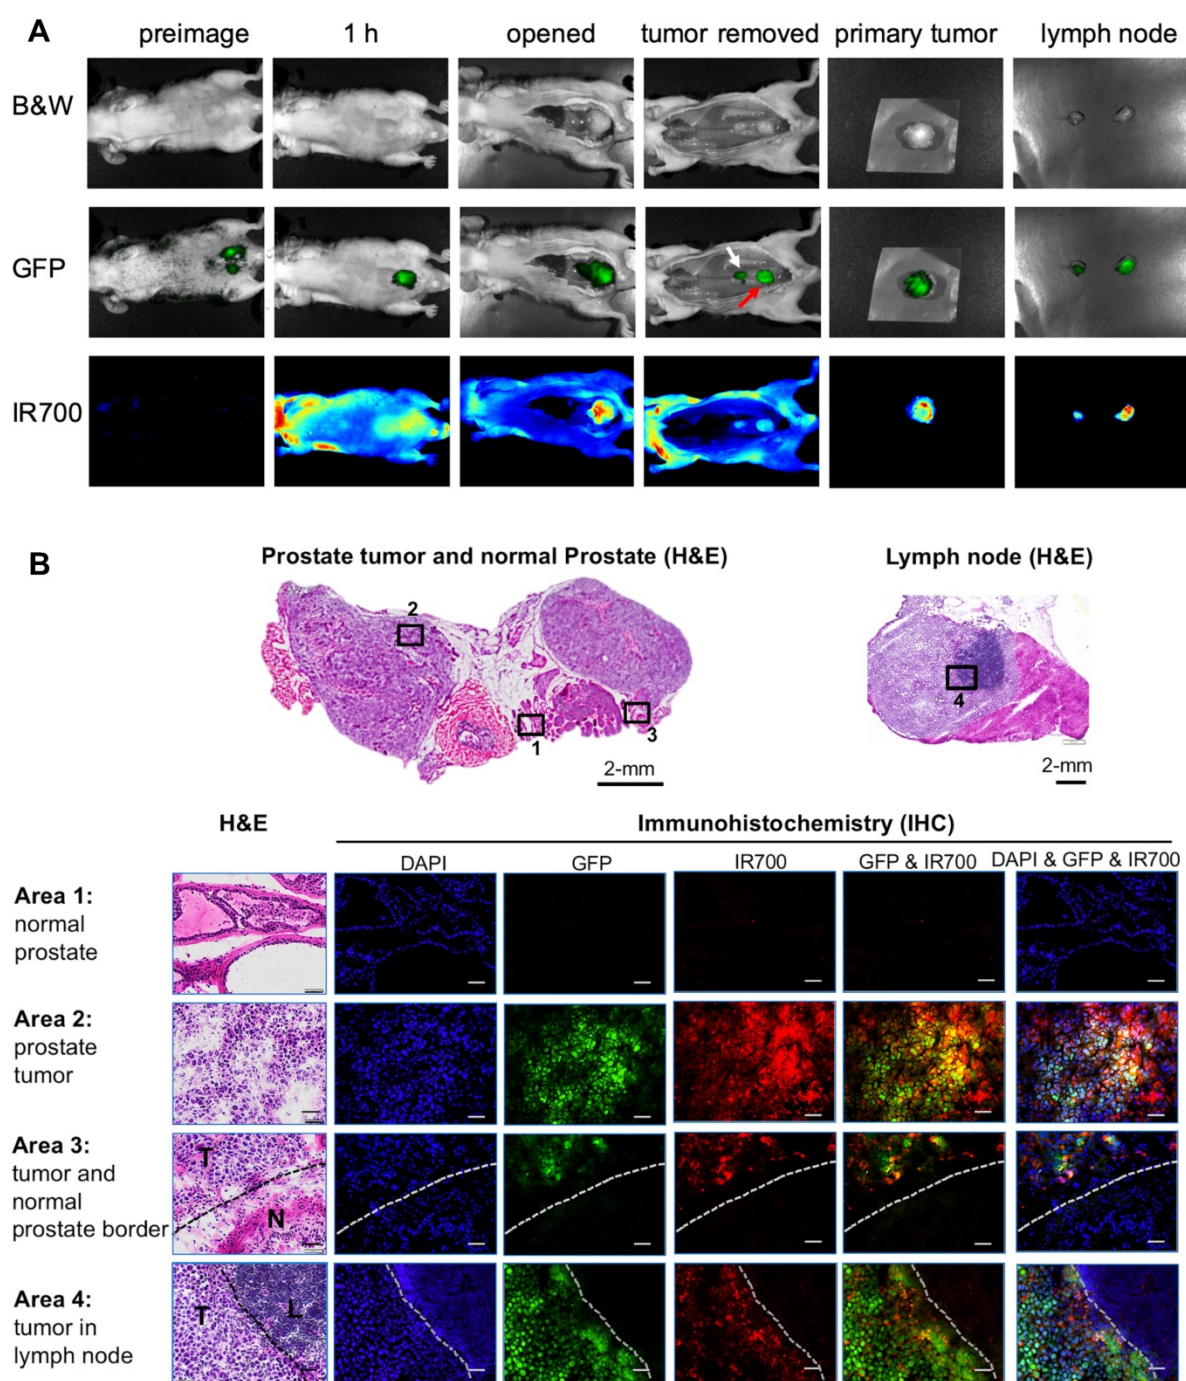 A
preimage
1 h
opened
tumor removed
primary tumor
lymph node
B&W
GFP
IR700
B
Prostate tumor and normal Prostate (H&E)
Lymph node (H&E)
2
1
3
2-mm
4
2-mm
H&E
Immunohistochemistry (IHC)
DAPI
GFP
IR700
GFP & IR700
DAPI & GFP & IR700
Area 1:
normal
prostate
Area 2:
prostate
tumor
Area 3:
tumor and
normal
prostate border
T
N
Area 4:
tumor in
lymph node
T
L